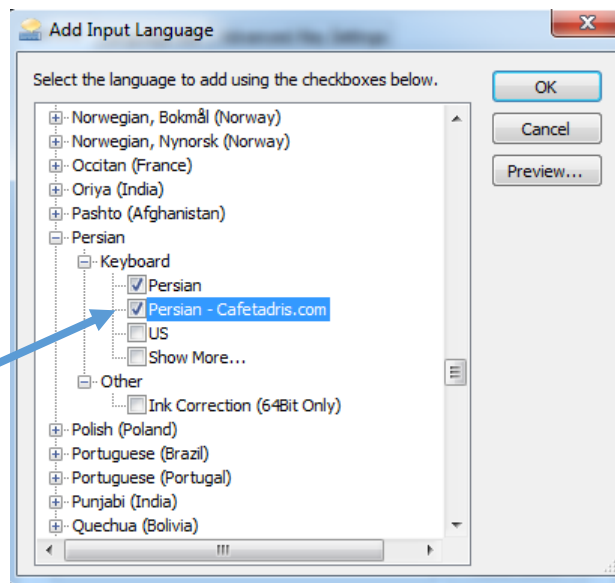 Add Input Language
Select the language to add using the checkboxes below.
OK
Cancel
Preview...
Norwegian, Bokmål (Norway)
Norwegian, Nynorsk (Norway)
Occitan (France)
Oriya (India)
Pashto (Afghanistan)
Persian
Keyboard
Persian
Persian - Cafetadris.com
US
Show More...
Other
Ink Correction (64Bit Only)
Polish (Poland)
Portuguese (Brazil)
Portuguese (Portugal)
Punjabi (India)
Quechua (Bolivia)